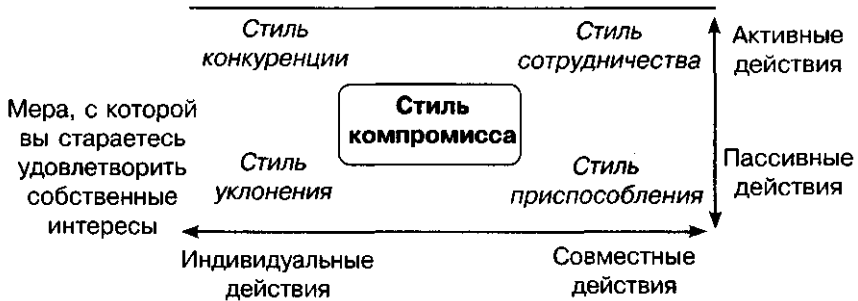 Стиль
конкуренции
Стиль
сотрудничества
Активные
действия
Мера, с которой
вы стараетесь
удовлетворить
собственные
интересы
Стиль
компромисса
Стиль
уклонения
Стиль
приспособления
Пассивные
действия
Индивидуальные
действия
Совместные
действия